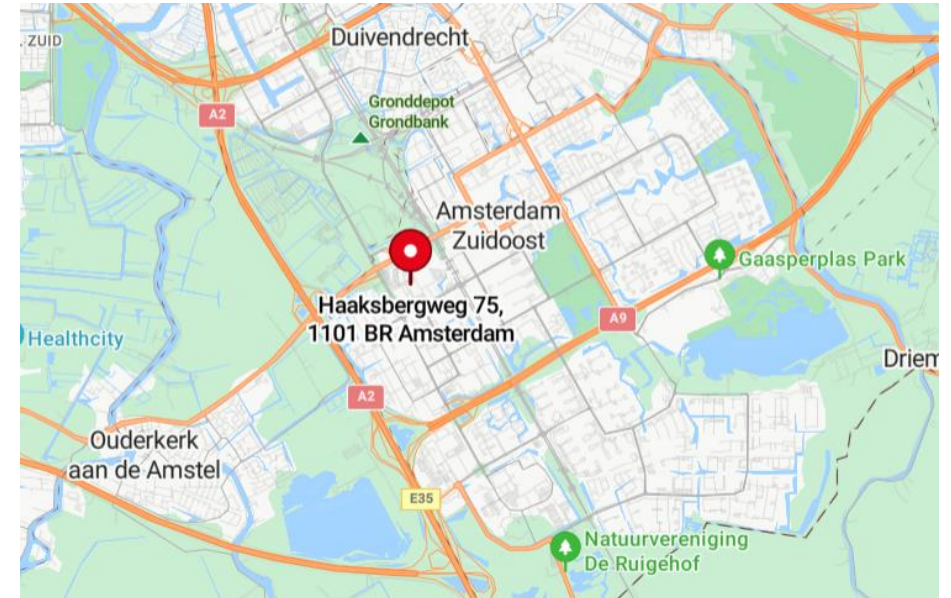 . ZUID
Duivendrecht
Gronddepot
Grondbank
A2
Amsterdam
Zuidoost
Gaasperplas Park
Haaksbergweg 75,
1101 BR Amsterdam
A9
Healthcity
Driem
A2
Ouderkerk
aan de Amstel
E35
Natuurvereniging
De Ruigehof